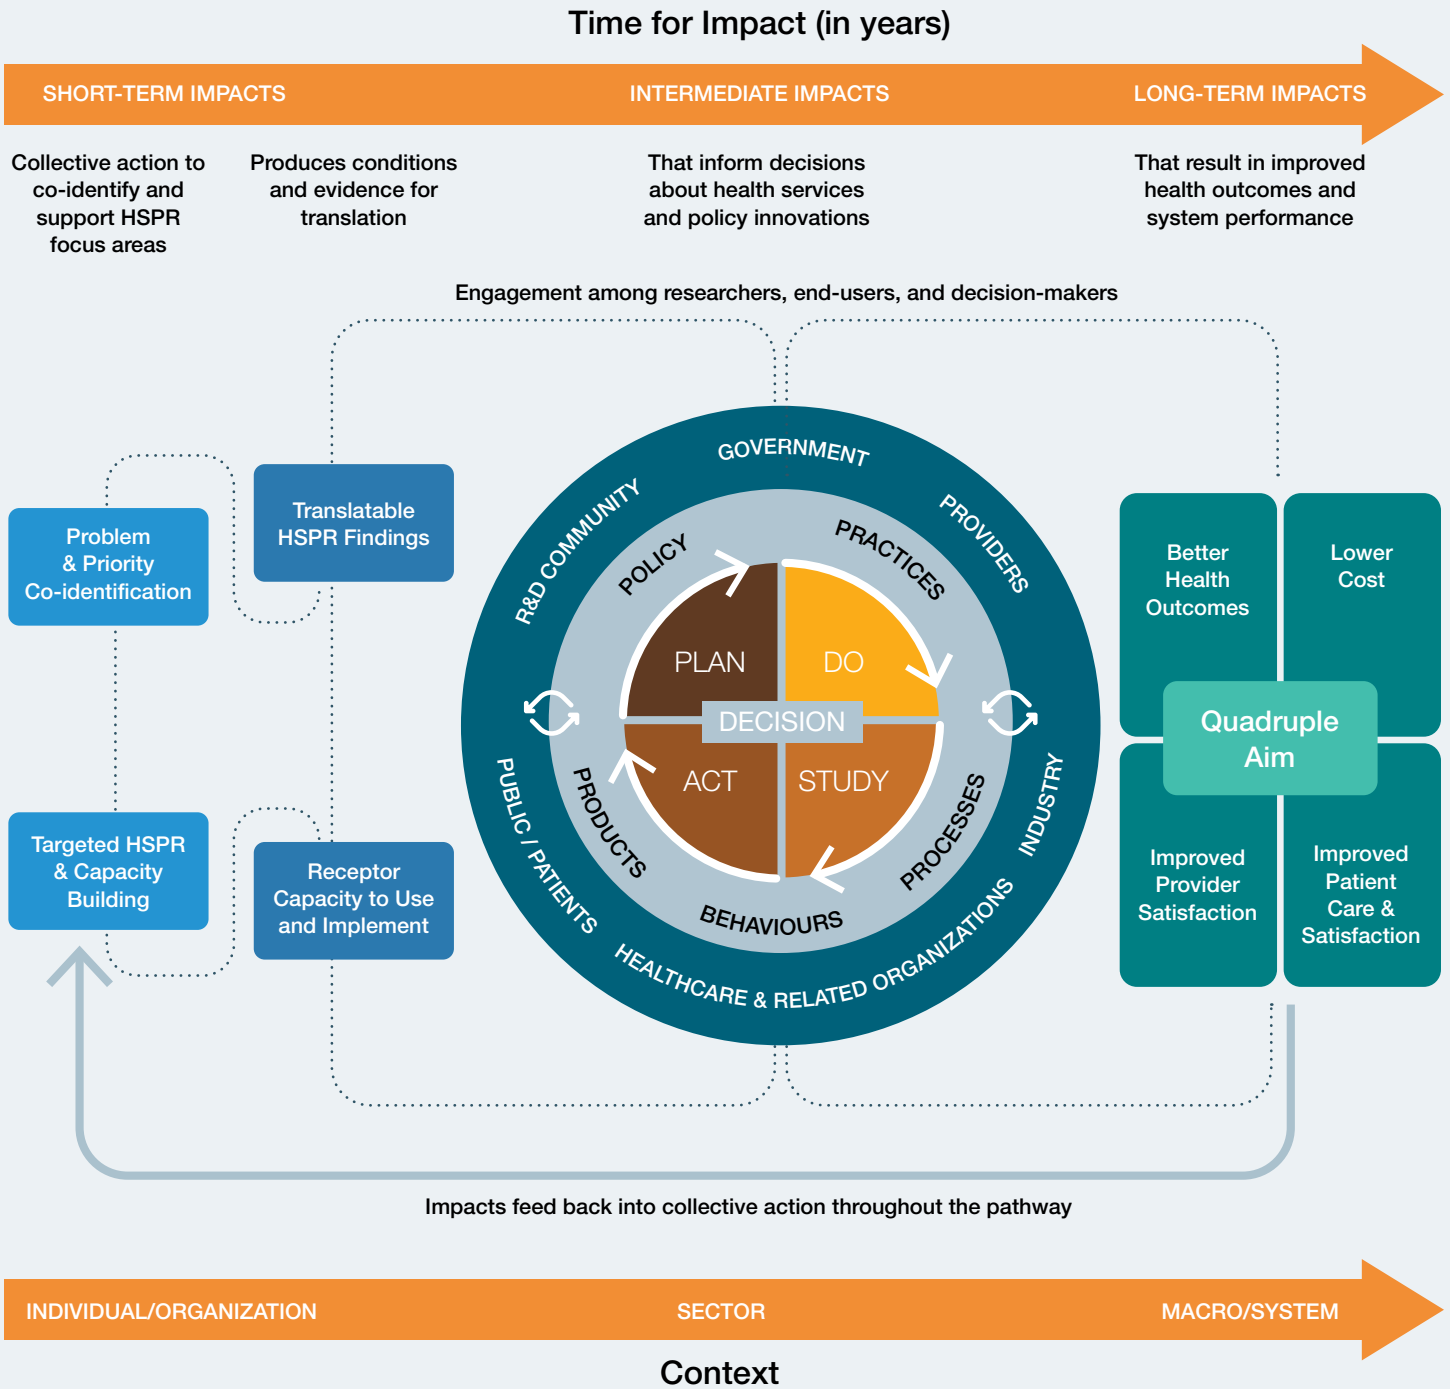 Time for Impact (in years)
SHORT-TERM IMPACTS
INTERMEDIATE IMPACTS
LONG-TERM IMPACTS
Collective action to
co-identify and
support HSPR
focus areas
Produces conditions
and evidence for
translation
That inform decisions
about health services
and policy innovations
That result in improved
health outcomes and
system performance
Engagement among researchers, end-users, and decision-makers
Problem
& Priority
Co-identification
Translatable
HSPR Findings
Targeted HSPR
& Capacity
Building
Receptor
Capacity to Use
and Implement
GOVERNMENT
PROVIDERS
INDUSTRY
HEALTHCARE & RELATED ORGANIZATIONS
PUBLIC / PATIENTS
R&D COMMUNITY
POLICY
PRACTICES
PROCESSES
BEHAVIOURS
PRODUCTS
PLAN
DO
DECISION
ACT
STUDY
Better
Health
Outcomes
Lower
Cost
Quadruple
Aim
Improved
Provider
Satisfaction
Improved
Patient
Care &
Satisfaction
Impacts feed back into collective action throughout the pathway
INDIVIDUAL/ORGANIZATION
SECTOR
MACRO/SYSTEM
Context